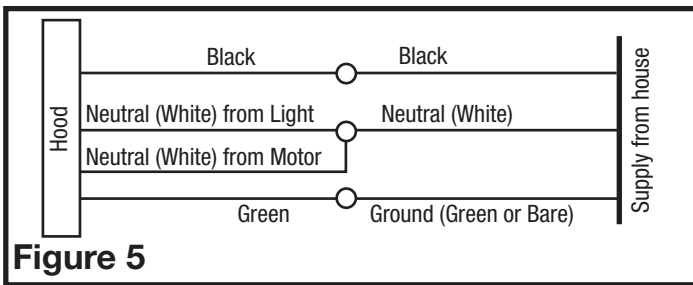 Hood
Black
Black
Neutral (White) from Light
Neutral (White)
Neutral (White) from Motor
Green
Ground (Green or Bare)
Supply from house
Figure 5